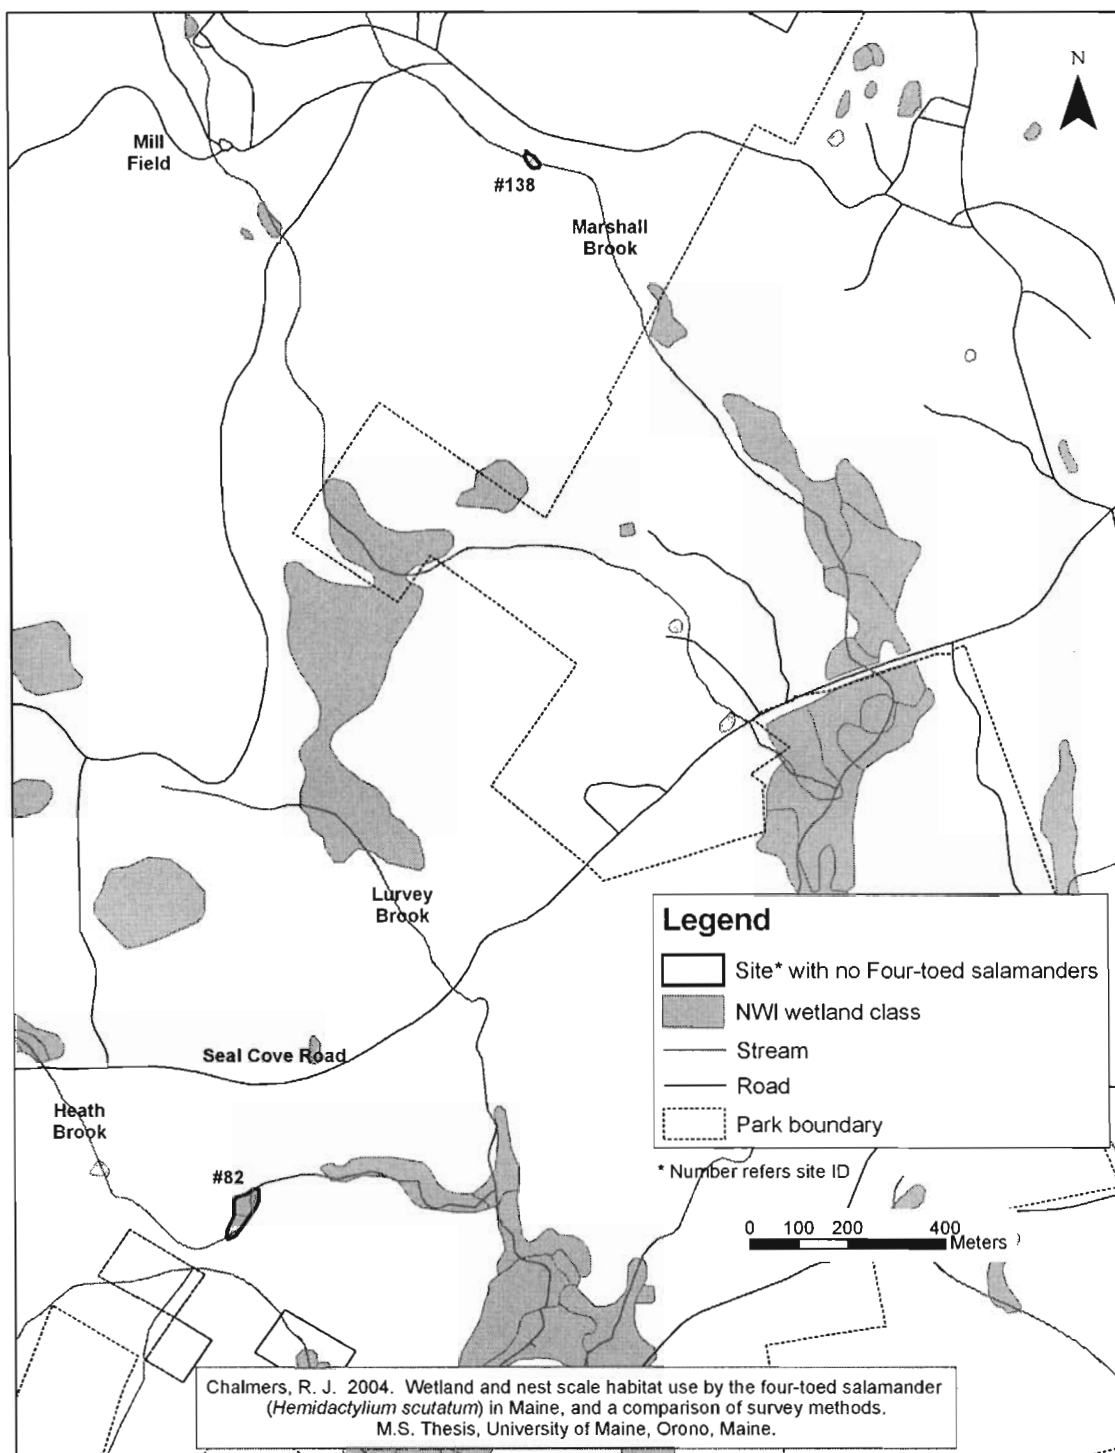 N
Mill
Field
#138
Marshall
Brook
Lurvey
Brook
Legend
Site* with no Four-toed salamanders
NWI wetland class
Stream
Road
Park boundary
Seal Cove Road
Heath
Brook
* Number refers site ID
#82
0 100 200 400
Meters
Chalmers, R. J. 2004. Wetland and nest scale habitat use by the four-toed salamander
(Hemidactylium scutatum) in Maine, and a comparison of survey methods.
M.S. Thesis, University of Maine, Orono, Maine.